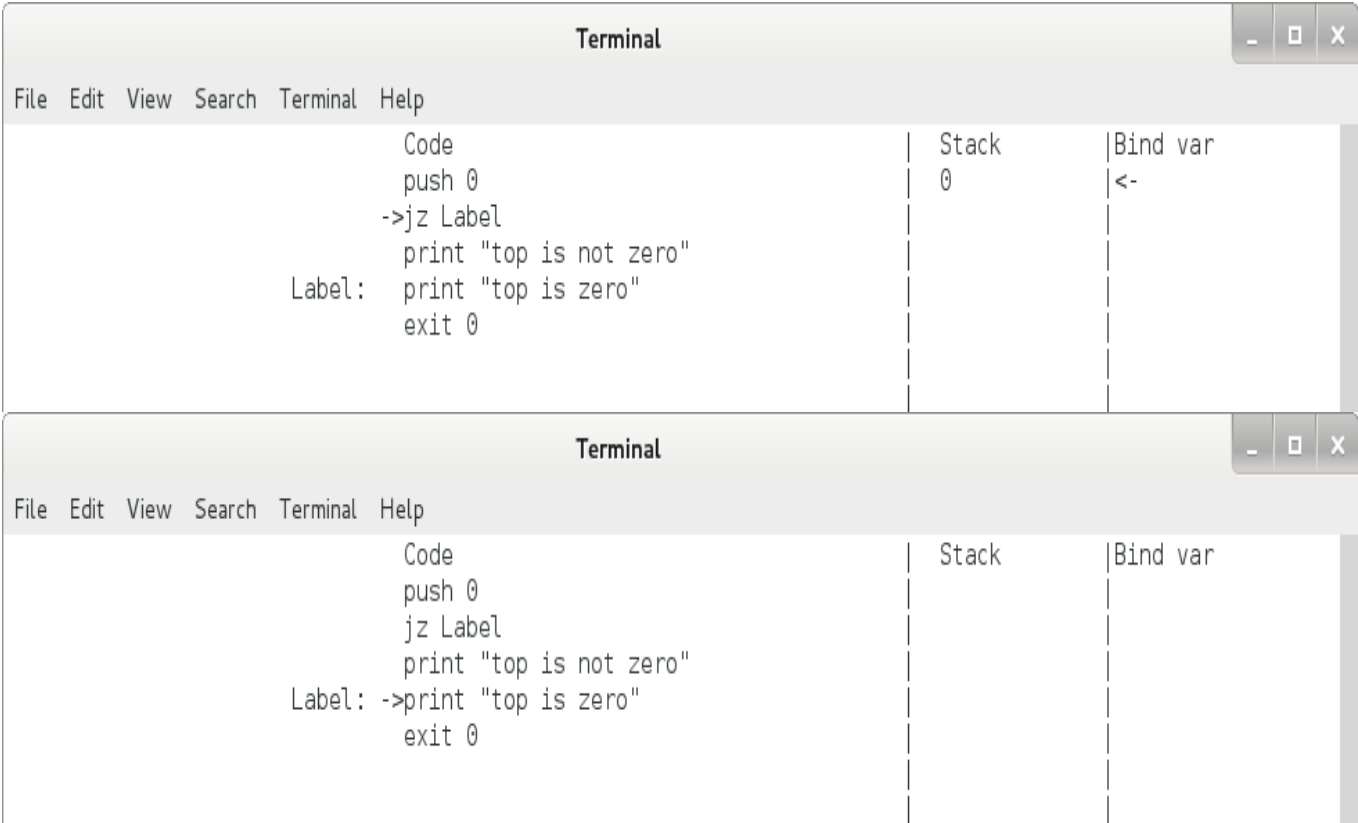 Terminal
File Edit View Search Terminal Help
Code | Stack |Bind var
push 0 | 0 |<-
->jz Label | |
print "top is not zero" | |
Label: print "top is zero" | |
exit 0 | |
| |
| |
Terminal
File Edit View Search Terminal Help
Code | Stack |Bind var
push 0 | |
jz Label | |
print "top is not zero" | |
Label: ->print "top is zero" | |
exit 0 | |
| |
| |